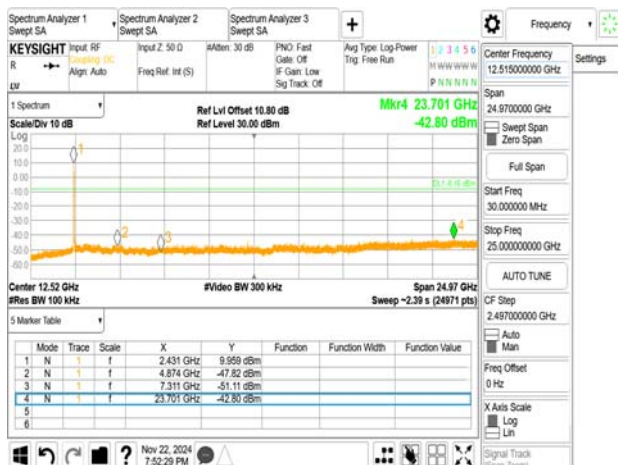 Spectrum Analyzer 1
Swept SA
Spectrum Analyzer 2
Swept SA
Spectrum Analyzer 3
Swept SA
+
Frequency
KEYSIGHT
R
Input: RF
Coupling: DC
Align: Auto
Input Z: 50 Ω
Freq Ref: Int (S)
#Atten: 30 dB
PNO: Fast
Gate: Off
IF Gain: Low
Sig Track: Off
Avg Type: Log-Power
Trig: Free Run
1 2 3 4 5 6
M W W W W W
P N N N N N
1 Spectrum
Scale/Div 10 dB
Ref Lvl Offset 10.80 dB
Ref Level 30.00 dBm
Mkr4 23.701 GHz
-42.80 dBm
Log
20.0
10.0
0.00
-10.0
-20.0
-30.0
-40.0
-50.0
-60.0
1
2
3
4
Center 12.52 GHz
#Res BW 100 kHz
#Video BW 300 kHz
Span 24.97 GHz
Sweep ~2.39 s (24971 pts)
5 Marker Table
Mode Trace Scale X Y Function Function Width Function Value
1 N 1 f 2.431 GHz 9.959 dBm
2 N 1 f 4.874 GHz -47.82 dBm
3 N 1 f 7.311 GHz -51.11 dBm
4 N 1 f 23.701 GHz -42.80 dBm
5
6
Nov 22, 2024
7:52:29 PM
Settings
Center Frequency
12.515000000 GHz
Span
24.9700000 GHz
Swept Span
Zero Span
Full Span
Start Freq
30.000000 MHz
Stop Freq
25.000000000 GHz
AUTO TUNE
CF Step
2.497000000 GHz
Auto
Man
Freq Offset
0 Hz
X Axis Scale
Log
Lin
Signal Track